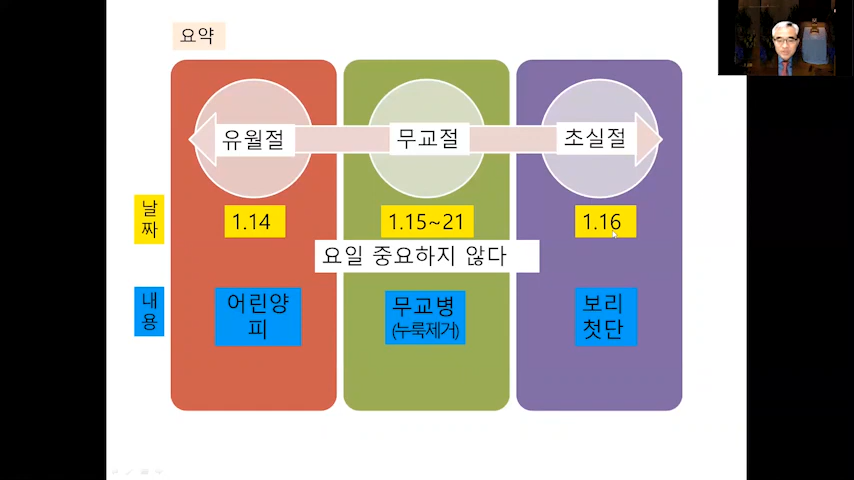 요약
유월절
무교절
초실절
날
짜
1.14
1.15~21
1.16
요일 중요하지 않다
내
용
어린양
피
무교병
(누룩제거)
보리
첫단